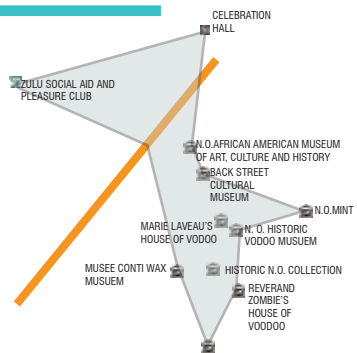 CELEBRATION
HALL
ZULU SOCIAL AID AND
PLEASURE CLUB
N.O.AFRICAN AMERICAN MUSEUM
OF ART, CULTURE AND HISTORY
BACK STREET
CULTURAL
MUSEUM
N.O.MINT
MARIE LAVEAU'S
HOUSE OF VODOO
N. O. HISTORIC
VODOO MUSUEM
MUSEE CONTI WAX
MUSUEM
HISTORIC N.O. COLLECTION
REVERAND
ZOMBIE'S
HOUSE OF
VOODOO